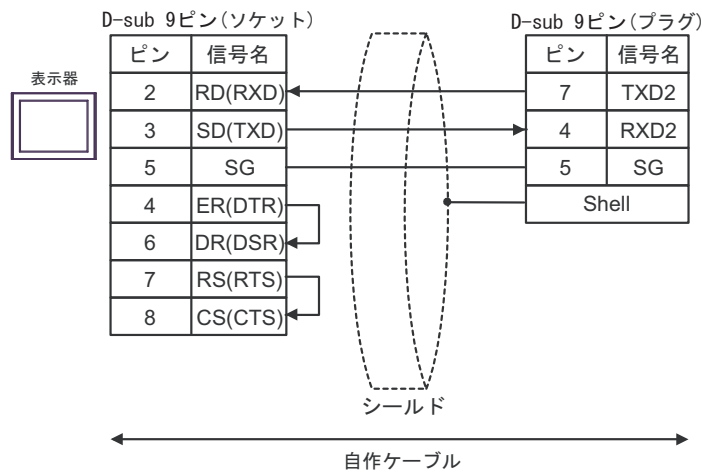 D-sub 9ピン(ソケット)
D-sub 9ピン(プラグ)
表示器
ピン 信号名
2 RD(RXD)
3 SD(TXD)
5 SG
4 ER(DTR)
6 DR(DSR)
7 RS(RTS)
8 CS(CTS)
ピン 信号名
7 TXD2
4 RXD2
5 SG
Shell
シールド
自作ケーブル